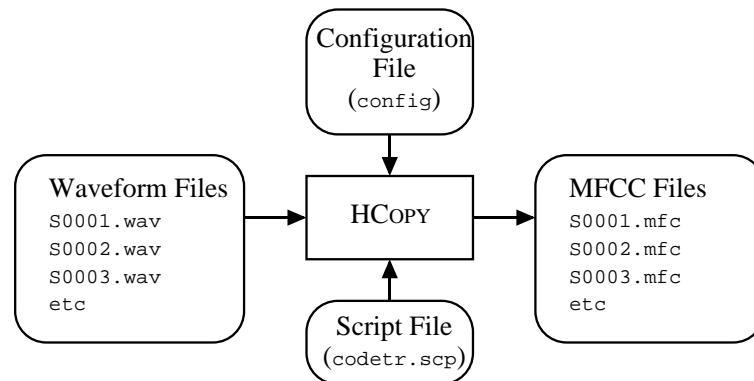 Configuration
File
(config)
Waveform Files
S0001.wav
S0002.wav
S0003.wav
etc
HCOPY
MFCC Files
S0001.mfc
S0002.mfc
S0003.mfc
etc
Script File
(codetr.scp)